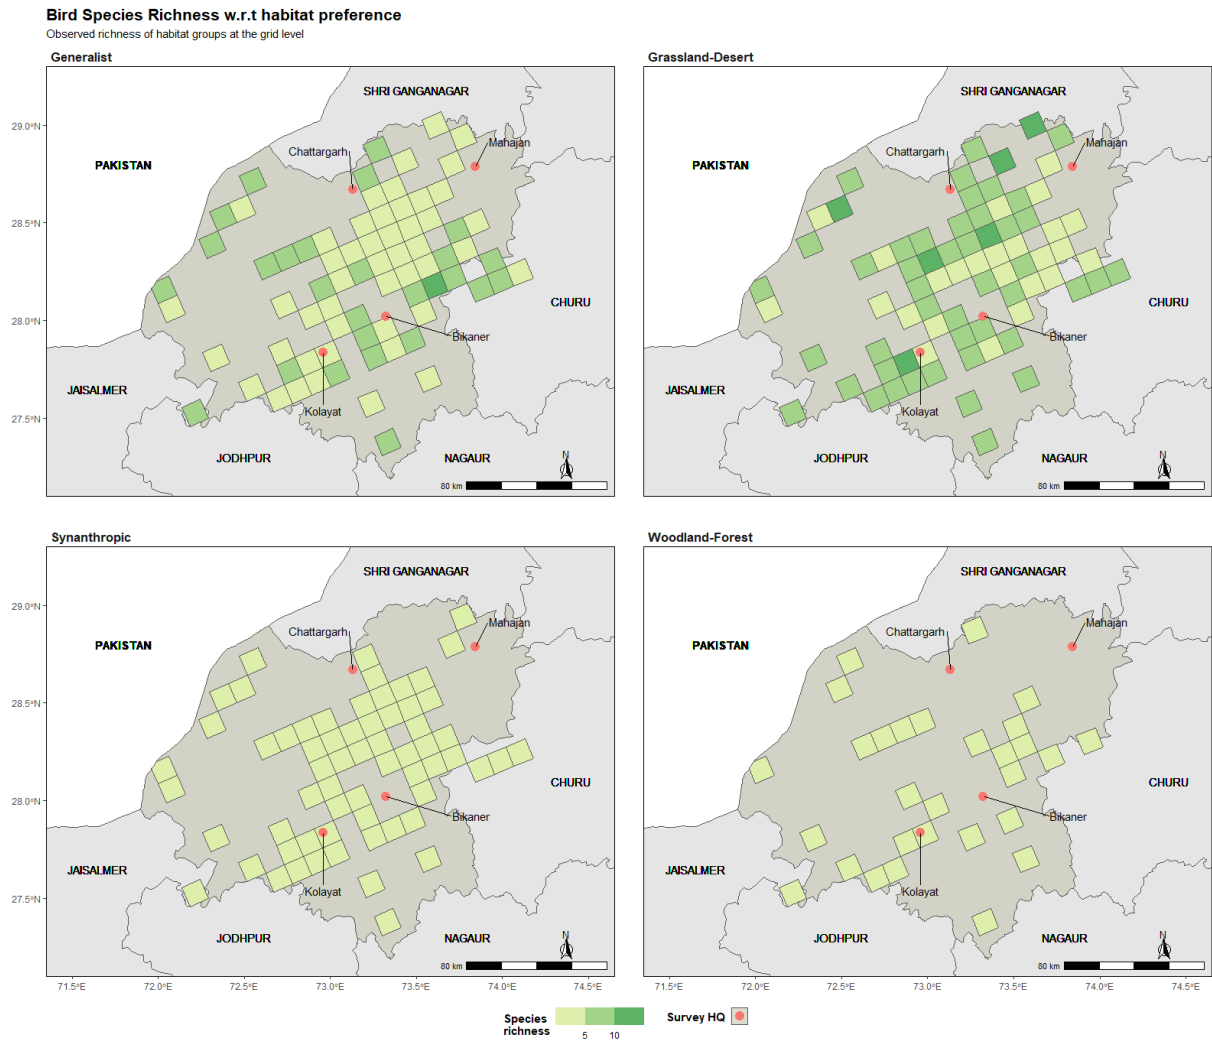 Bird Species Richness w.r.t habitat preference
Observed richness of habitat groups at the grid level
Generalist
SHRI GANGANAGAR
PAKISTAN
Chattargarh
Mahajan
CHURU
Bikaner
JAISALMER
Kolayat
JODHPUR
NAGAUR
N
80 km
29.0°N
28.5°N
28.0°N
27.5°N
Grassland-Desert
SHRI GANGANAGAR
PAKISTAN
Chattargarh
Mahajan
CHURU
Bikaner
JAISALMER
Kolayat
JODHPUR
NAGAUR
N
80 km
Synanthropic
SHRI GANGANAGAR
PAKISTAN
Chattargarh
Mahajan
CHURU
Bikaner
JAISALMER
Kolayat
JODHPUR
NAGAUR
N
80 km
29.0°N
28.5°N
28.0°N
27.5°N
71.5°E 72.0°E 72.5°E 73.0°E 73.5°E 74.0°E 74.5°E
Woodland-Forest
SHRI GANGANAGAR
PAKISTAN
Chattargarh
Mahajan
CHURU
Bikaner
JAISALMER
Kolayat
JODHPUR
NAGAUR
N
80 km
71.5°E 72.0°E 72.5°E 73.0°E 73.5°E 74.0°E 74.5°E
Species
richness
5 10
Survey HQ